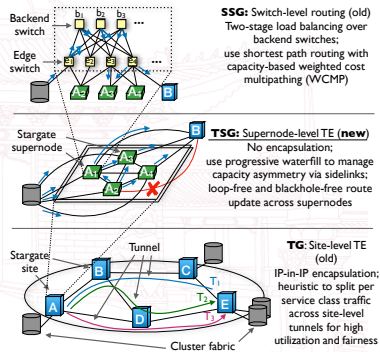 Backend
switch
b1 b2 b3 ...
Edge
switch
E1 E2 E3 E4 ...
A2 A3 A4 B
SSG: Switch-level routing (old)
Two-stage load balancing over
backend switches;
use shortest path routing with
capacity-based weighted cost
multipathing (WCMP)
Stargate
supernode
B
A3
A1 A4
A2
TSG: Supernode-level TE (new)
No encapsulation;
use progressive waterfill to manage
capacity asymmetry via sidelinks;
loop-free and blackhole-free route
update across supernodes
Stargate
site
Tunnel
B C
T1
A T2 E
T3
D
Cluster fabric
TG: Site-level TE
(old)
IP-in-IP encapsulation;
heuristic to split per
service class traffic
across site-level
tunnels for high
utilization and fairness